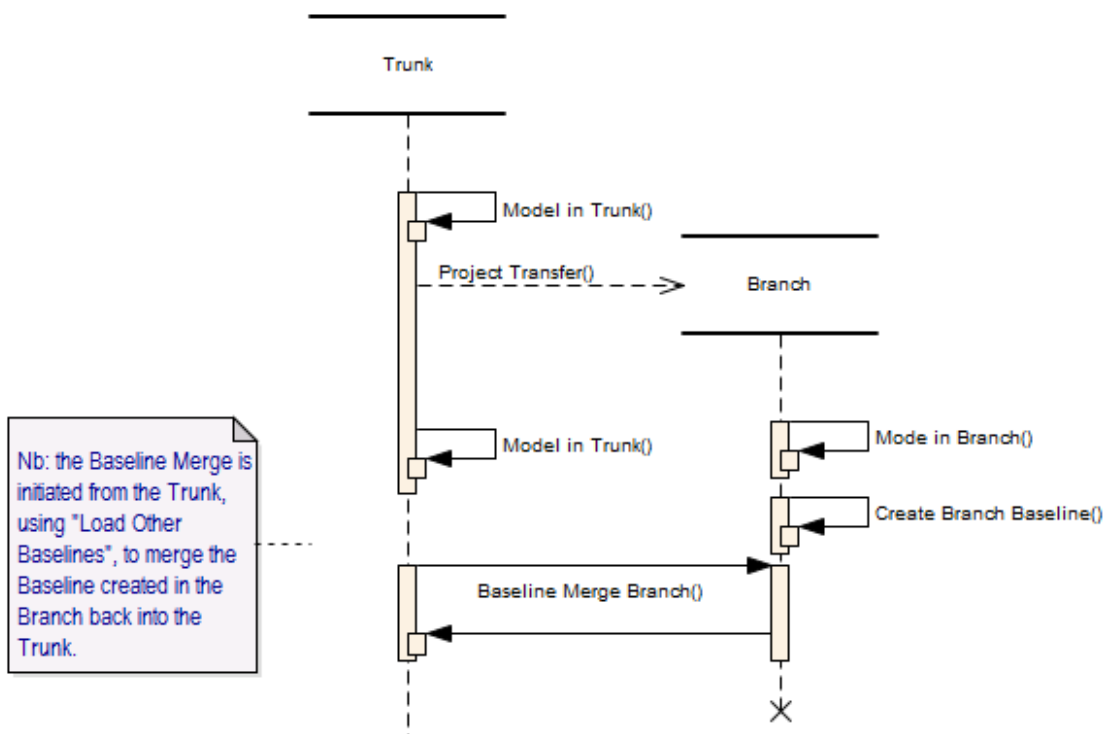 Trunk
Model in Trunk()
Project Transfer()
Branch
Model in Trunk()
Mode in Branch()
Nb: the Baseline Merge is
initiated from the Trunk,
using "Load Other
Baselines", to merge the
Baseline created in the
Branch back into the
Trunk.
Create Branch Baseline()
Baseline Merge Branch()